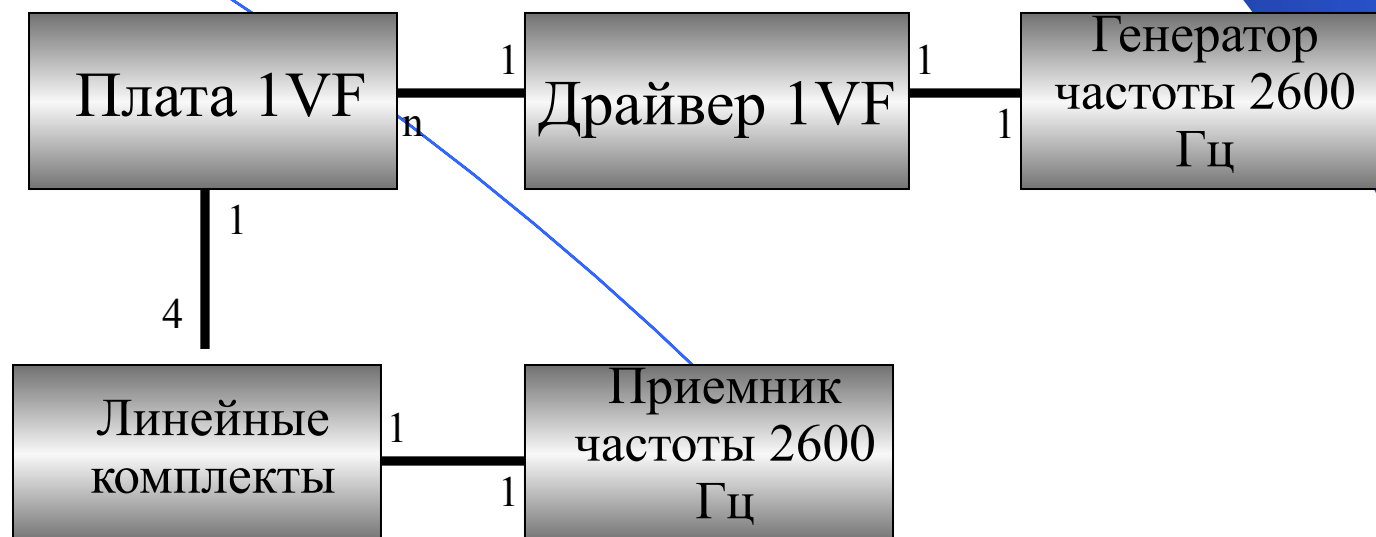 Плата 1VF
1
n
Драйвер 1VF
1
1
Генератор
частоты 2600
Гц
1
4
Линейные
комплекты
1
1
Приемник
частоты 2600
Гц